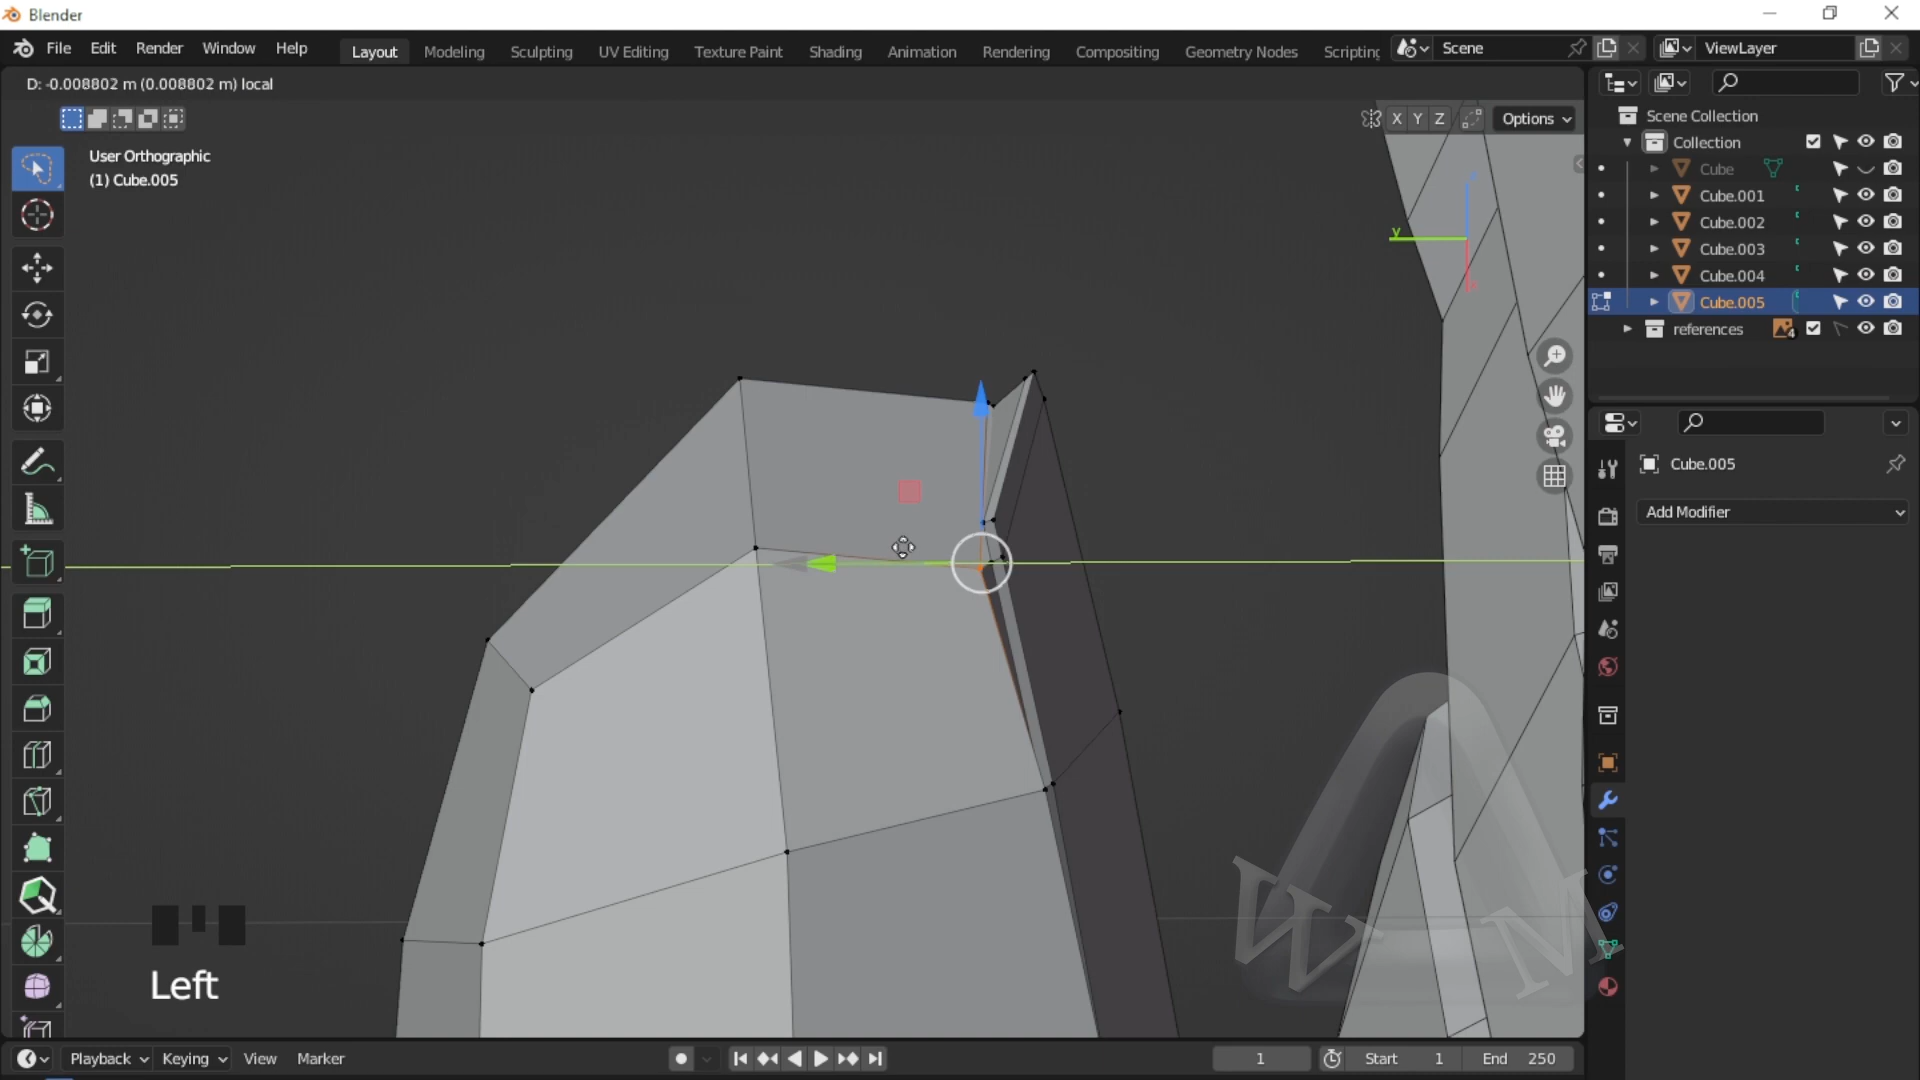 Blender
File Edit Render Window Help
Layout Modeling Sculpting UV Editing Texture Paint Shading Animation Rendering Compositing Geometry Nodes Scripting
Scene
ViewLayer
D: -0.008802 m (0.008802 m) local
X Y Z
Options
User Orthographic
(1) Cube.005
Scene Collection
Collection
Cube
Cube.001
Cube.002
Cube.003
Cube.004
Cube.005
references
4
Y
Cube.005
Add Modifier
W M
Left
Playback Keying View Marker
1
Start 1
End 250